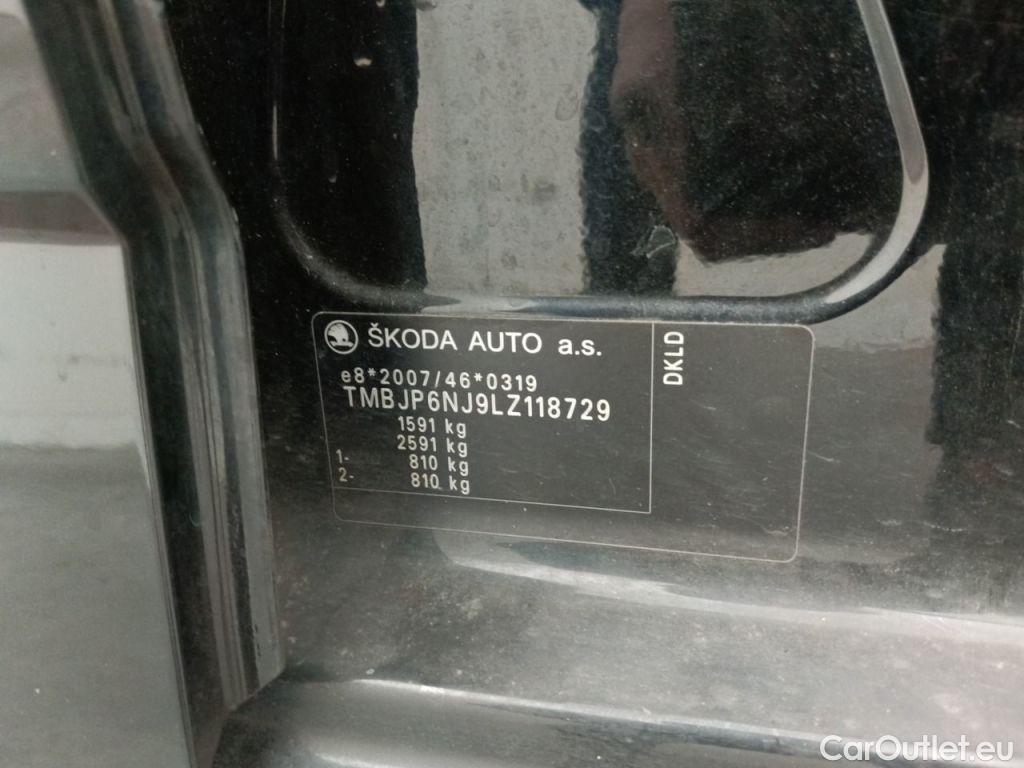 ŠKODA AUTO a.s.
e8*2007/46*0319
TMBJP6NJ9LZ118729
1591 kg
2591 kg
1- 810 kg
2- 810 kg
DKLD
CarOutlet.eu